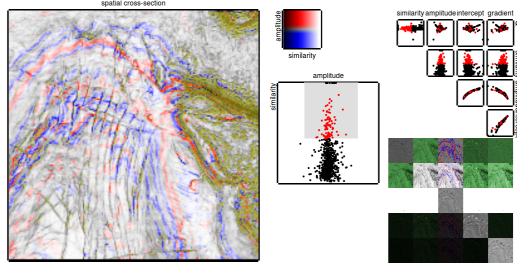 spatial cross-section
amplitude
similarity
amplitude
similarity
similarity amplitude intercept gradient